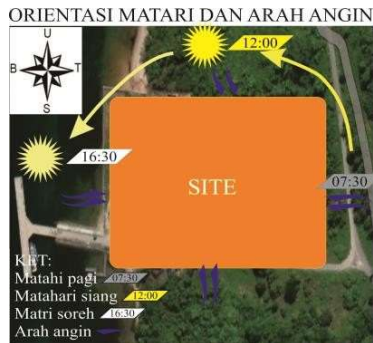 ORIENTASI MATARI DAN ARAH ANGIN
U
B T
S
12:00
16:30
07:30
SITE
KET:
Matahi pagi 07:30
Matahari siang 12:00
Matri soreh 16:30
Arah angin